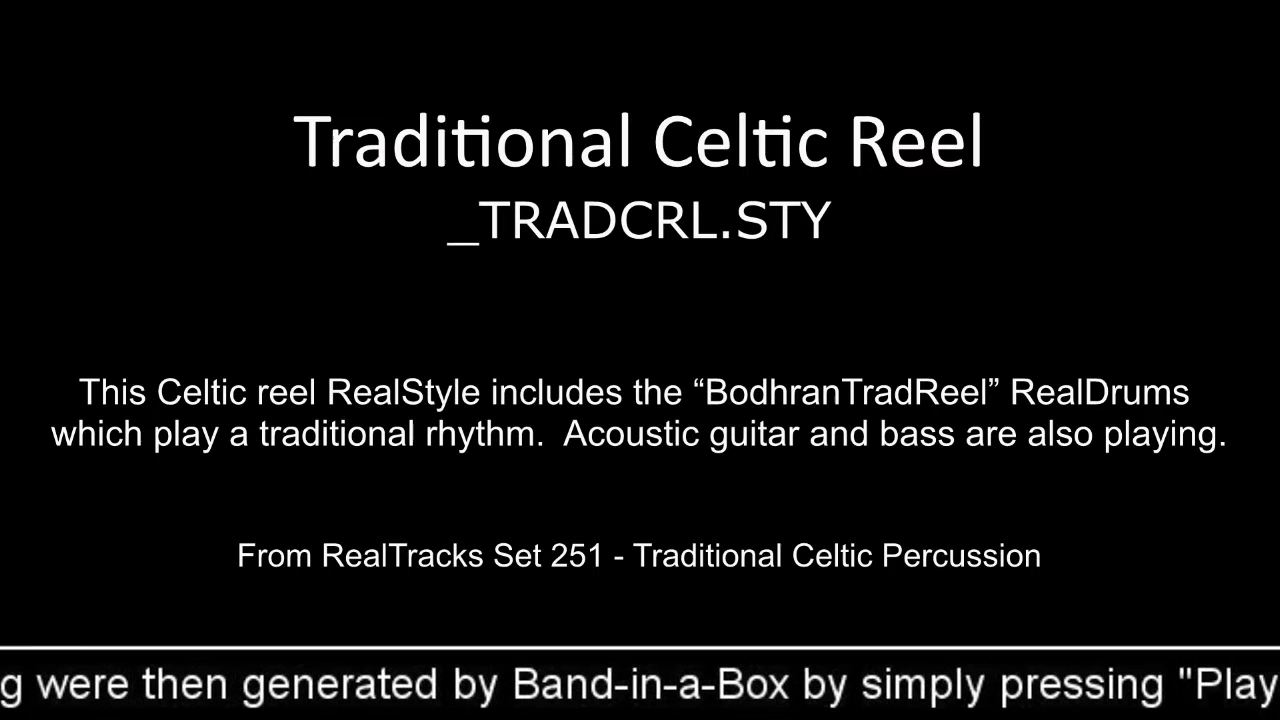 Traditional Celtic Reel
_TRADCRL.STY
This Celtic reel RealStyle includes the “BodhranTradReel” RealDrums
which play a traditional rhythm.  Acoustic guitar and bass are also playing.
From RealTracks Set 251 - Traditional Celtic Percussion
g were then generated by Band-in-a-Box by simply pressing "Play